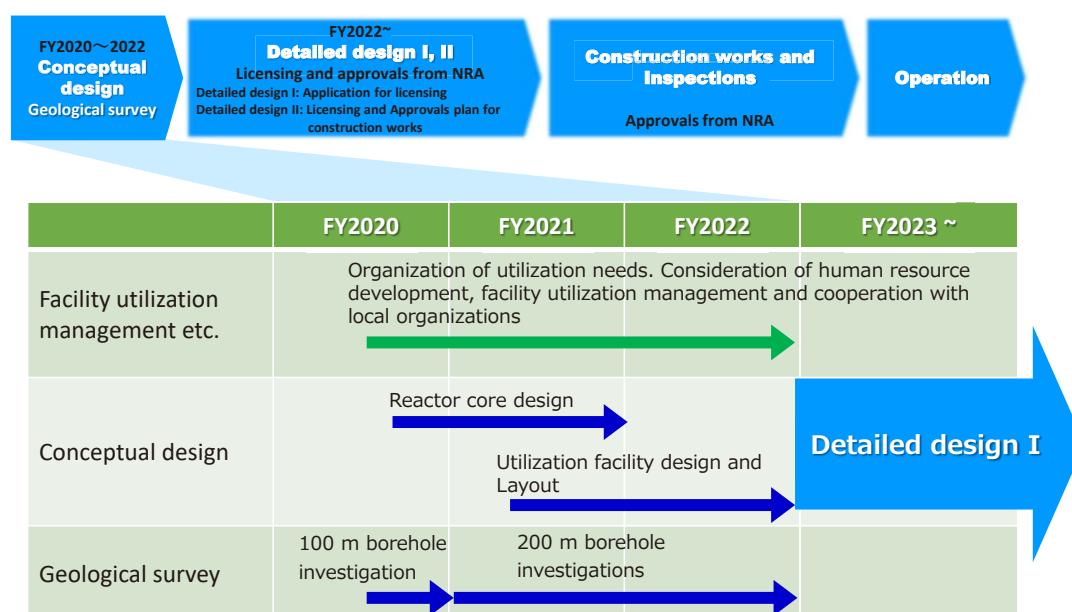 FY2020～2022
Conceptual
design
Geological survey
FY2022~
Detailed design I, II
Licensing and approvals from NRA
Detailed design I: Application for licensing
Detailed design II: Licensing and Approvals plan for
construction works
Construction works and
Inspections
Approvals from NRA
Operation
FY2020
FY2021
FY2022
FY2023 ~
Facility utilization
management etc.
Organization of utilization needs. Consideration of human resource
development, facility utilization management and cooperation with
local organizations
Conceptual design
Reactor core design
Utilization facility design and
Layout
Detailed design I
Geological survey
100 m borehole
investigation
200 m borehole
investigations